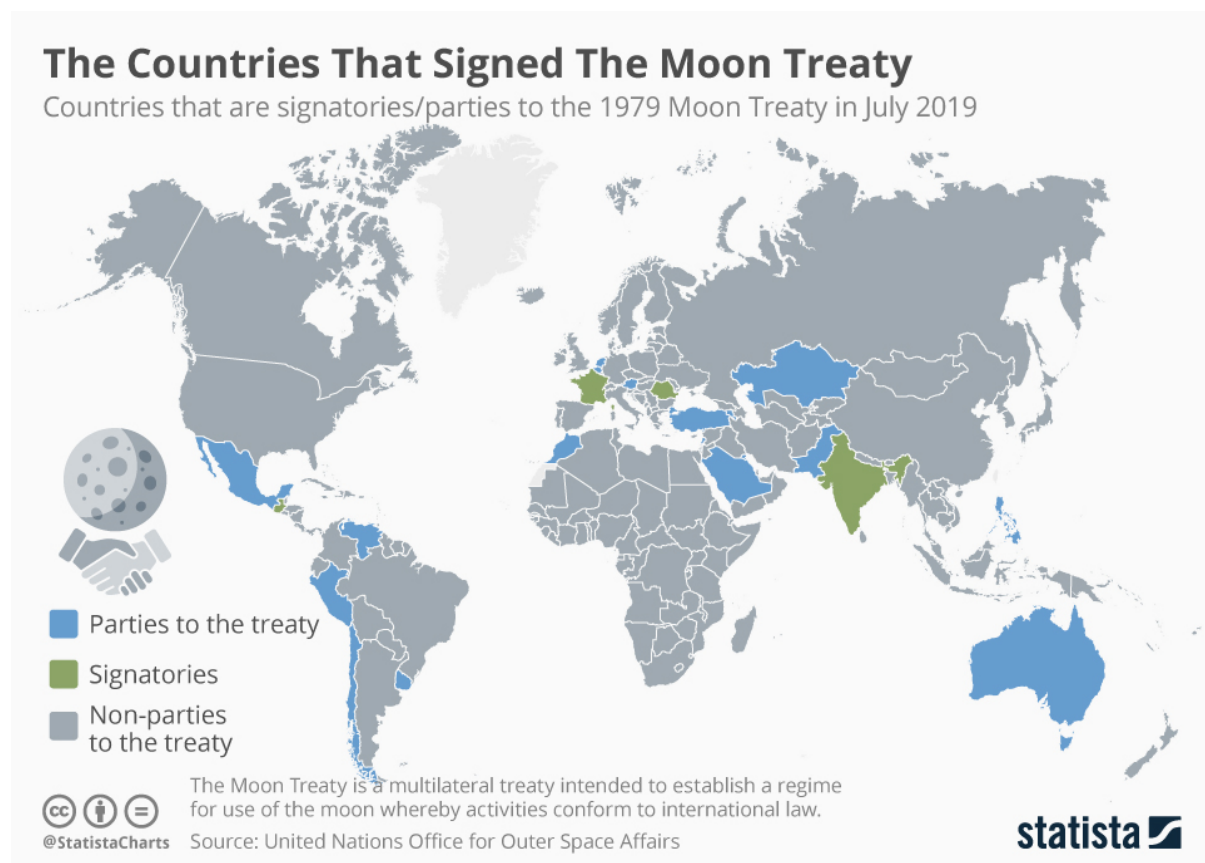 The Countries That Signed The Moon Treaty
Countries that are signatories/parties to the 1979 Moon Treaty in July 2019
Parties to the treaty
Signatories
Non-parties
to the treaty
The Moon Treaty is a multilateral treaty intended to establish a regime
for use of the moon whereby activities conform to international law.
cc
@StatistaCharts Source: United Nations Office for Outer Space Affairs
statista